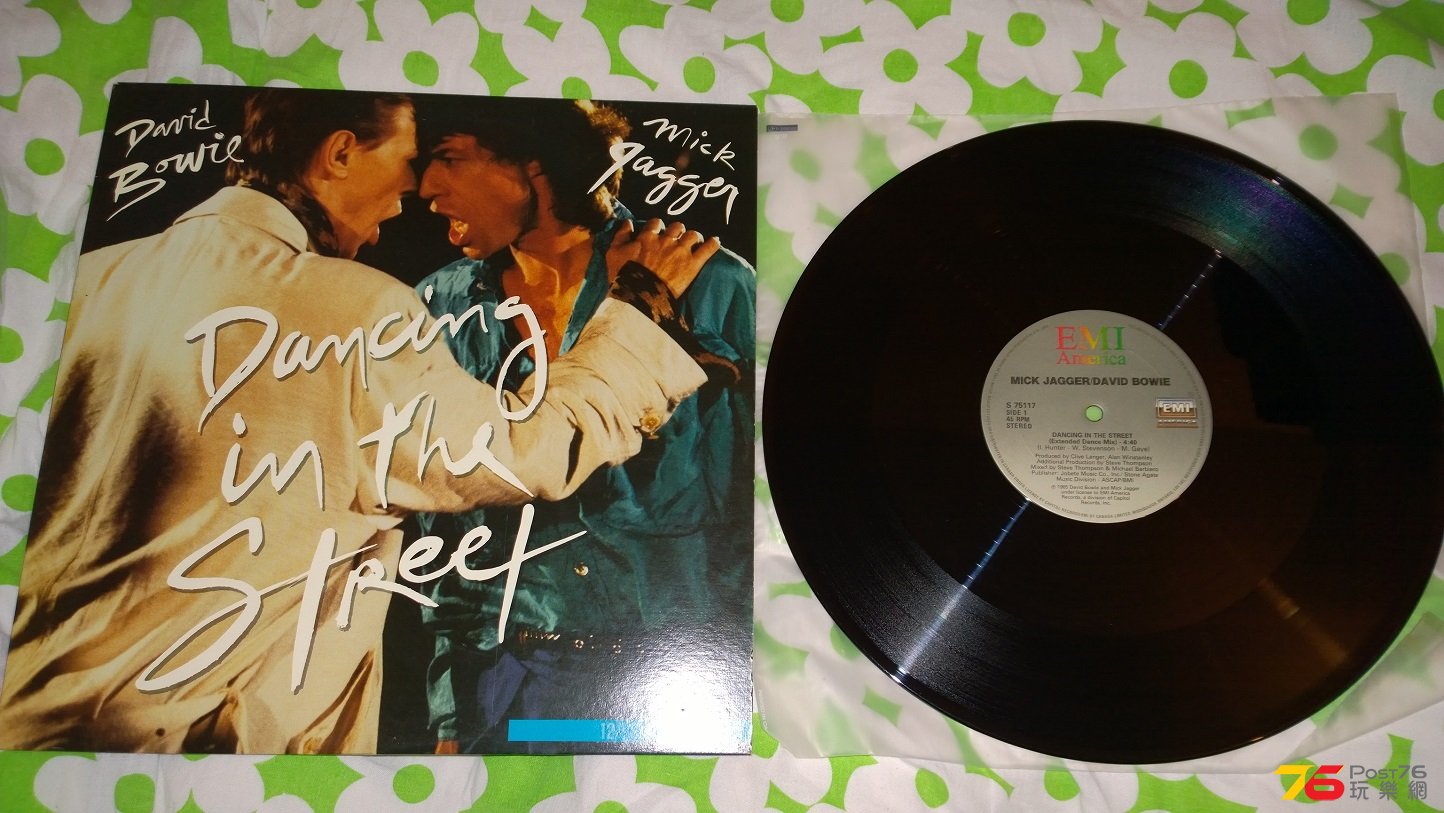 David
Bowie
Mick
Jagger
Dancing
in the
Street
EMI
America
MICK JAGGER/DAVID BOWIE
S 75117
SIDE 1
45 RPM
STEREO
EMI
AMERICA
DANCING IN THE STREET
(Extended Dance Mix) - 4:40
(I. Hunter - W. Stevenson - M. Gaye)
Produced by Clive Langer, Alan Winstanley
Additional Production by Steve Thompson
Mixed by Steve Thompson & Michael Barbiero
Publisher: Jobete Music Co., Inc./ Stone Agate
Music Division - ASCAP/BMI
℗ 1985 David Bowie and Mick Jagger
under license to EMI America
Records, a division of Capitol
Records, Inc.
76 Post76
玩樂網